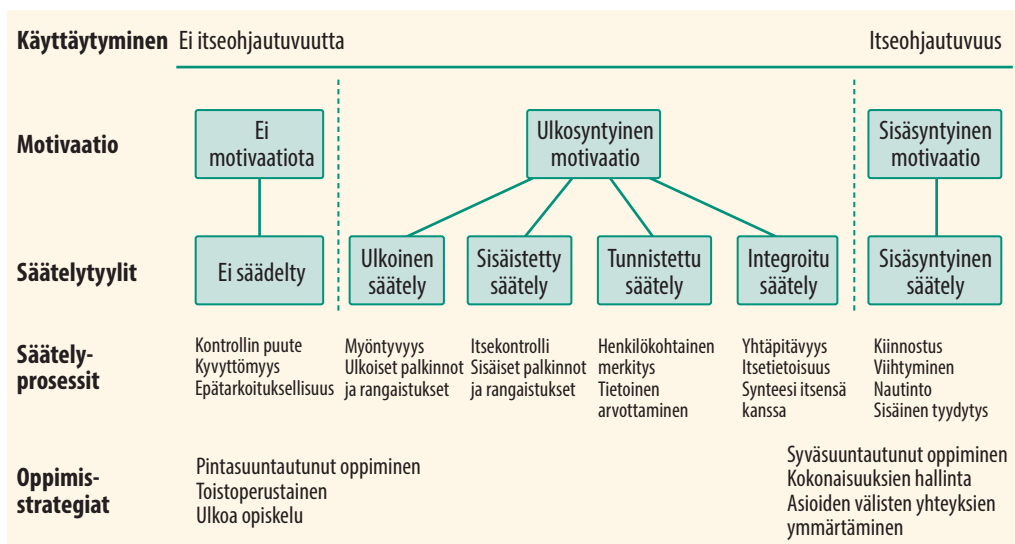 Käyttäytyminen Ei itseohjautuvuutta Itseohjautuvuus
Motivaatio
Ei
motivaatiota
Ulkosyntyinen
motivaatio
Sisäsyntyinen
motivaatio
Säätelytyylit
Ei säädelty
Ulkoinen
säätely
Sisäistetty
säätely
Tunnistettu
säätely
Integroitu
säätely
Sisäsyntyinen
säätely
Säätely-
prosessit
Kontrollin puute
Kyvyttömyys
Epätarkoituksellisuus
Myöntyvyys
Ulkoiset palkinnot
ja rangaistukset
Itsekontrolli
Sisäiset palkinnot
ja rangaistukset
Henkilökohtainen
merkitys
Tietoinen
arvottaminen
Yhtäpitävyys
Itsetietoisuus
Synteesi itsensä
kanssa
Kiinnostus
Viihtyminen
Nautinto
Sisäinen tyydytys
Oppimis-
strategiat
Pintasuuntautunut oppiminen
Toistoperustainen
Ulkoa opiskelu
Syväsuuntautunut oppiminen
Kokonaisuuksien hallinta
Asioiden välisten yhteyksien
ymmärtäminen